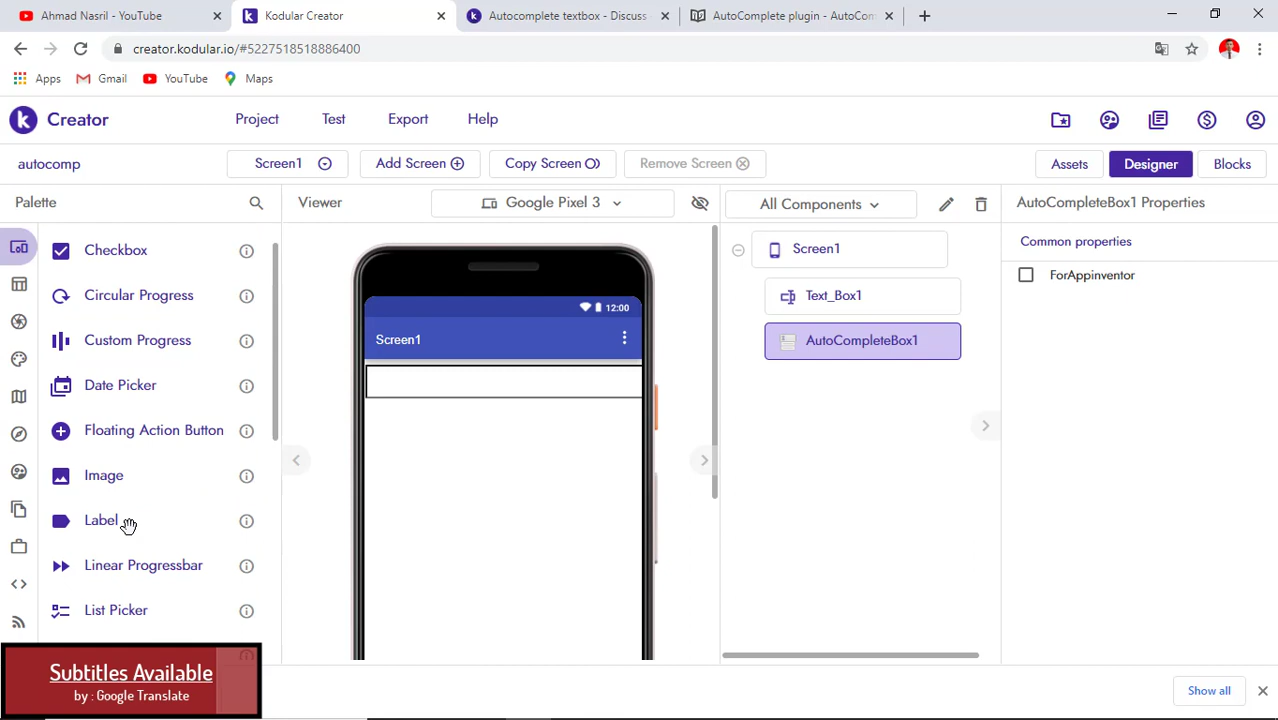 Ahmad Nasril - YouTube
Kodular Creator
Autocomplete textbox - Discuss
AutoComplete plugin - AutoCom
creator.kodular.io/#5227518518886400
Apps
Gmail
YouTube
Maps
Creator
Project
Test
Export
Help
autocomp
Screen1
Add Screen
Copy Screen
Remove Screen
Assets
Designer
Blocks
Palette
Viewer
Google Pixel 3
All Components
AutoCompleteBox1 Properties
Checkbox
Circular Progress
Custom Progress
Date Picker
Floating Action Button
Image
Label
Linear Progressbar
List Picker
12:00
Screen1
Screen1
Text_Box1
AutoCompleteBox1
Common properties
ForAppinventor
Subtitles Available
by : Google Translate
Show all